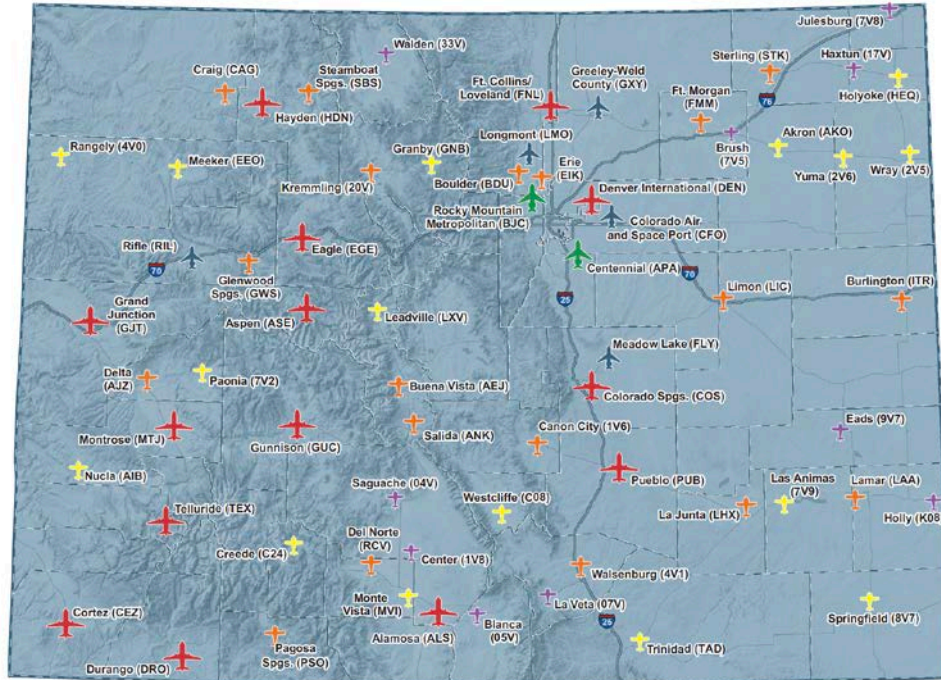 Julesburg (7V8)
Walden (33V)
Craig (CAG)
Steamboat
Spgs. (SBS)
Hayden (HDN)
Ft. Collins/
Loveland (FNL)
Greeley-Weld
County (GXY)
Sterling (STK)
Haxtun (17V)
Holyoke (HEQ)
76
Ft. Morgan
(FMM)
Longmont (LMO)
Brush
(7V5)
Akron (AKO)
Yuma (2V6)
Wray (2V5)
Rangely (4V0)
Meeker (EEO)
Granby (GNB)
Kremmling (20V)
Boulder (BDU)
Erie
(EIK)
Denver International (DEN)
Rocky Mountain
Metropolitan (BJC)
Colorado Air
and Space Port (CFO)
Rifle (RIL)
70
Eagle (EGE)
Glenwood
Spgs. (GWS)
Centennial (APA)
70
25
Limon (LIC)
Burlington (ITR)
Grand
Junction
(GJT)
Aspen (ASE)
Leadville (LXV)
Meadow Lake (FLY)
Delta
(AJZ)
Paonia (7V2)
Buena Vista (AEJ)
Colorado Spgs. (COS)
Montrose (MTJ)
Gunnison (GUC)
Salida (ANK)
Canon City (1V6)
Eads (9V7)
Nucla (AIB)
Pueblo (PUB)
Saguache (04V)
Westcliffe (C08)
La Junta (LHX)
Las Animas
(7V9)
Lamar (LAA)
Holly (K08)
Telluride (TEX)
Creede (C24)
Del Norte
(RCV)
Center (1V8)
Walsenburg (4V1)
Monte
Vista (MVI)
Alamosa (ALS)
Blanca
(05V)
La Veta (07V)
25
Springfield (8V7)
Cortez (CEZ)
Durango (DRO)
Pagosa
Spgs. (PSO)
Trinidad (TAD)